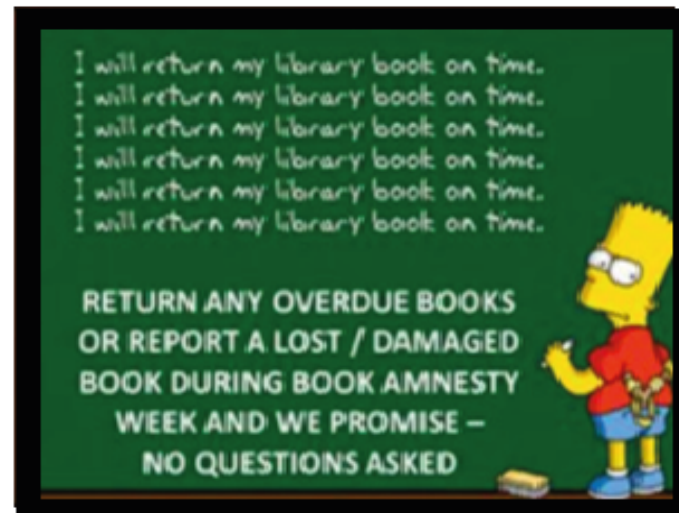 I will return my library book on time.
I will return my library book on time.
I will return my library book on time.
I will return my library book on time.
I will return my library book on time.
I will return my library book on time.
RETURN ANY OVERDUE BOOKS
OR REPORT A LOST / DAMAGED
BOOK DURING BOOK AMNESTY
WEEK AND WE PROMISE –
NO QUESTIONS ASKED